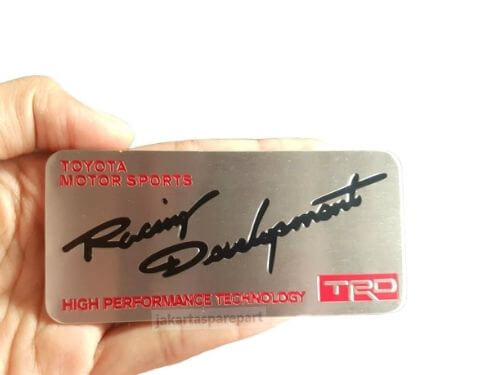 TOYOTA
MOTOR SPORTS
Racing
Development
HIGH PERFORMANCE TECHNOLOGY
TRD
jakartasparepart